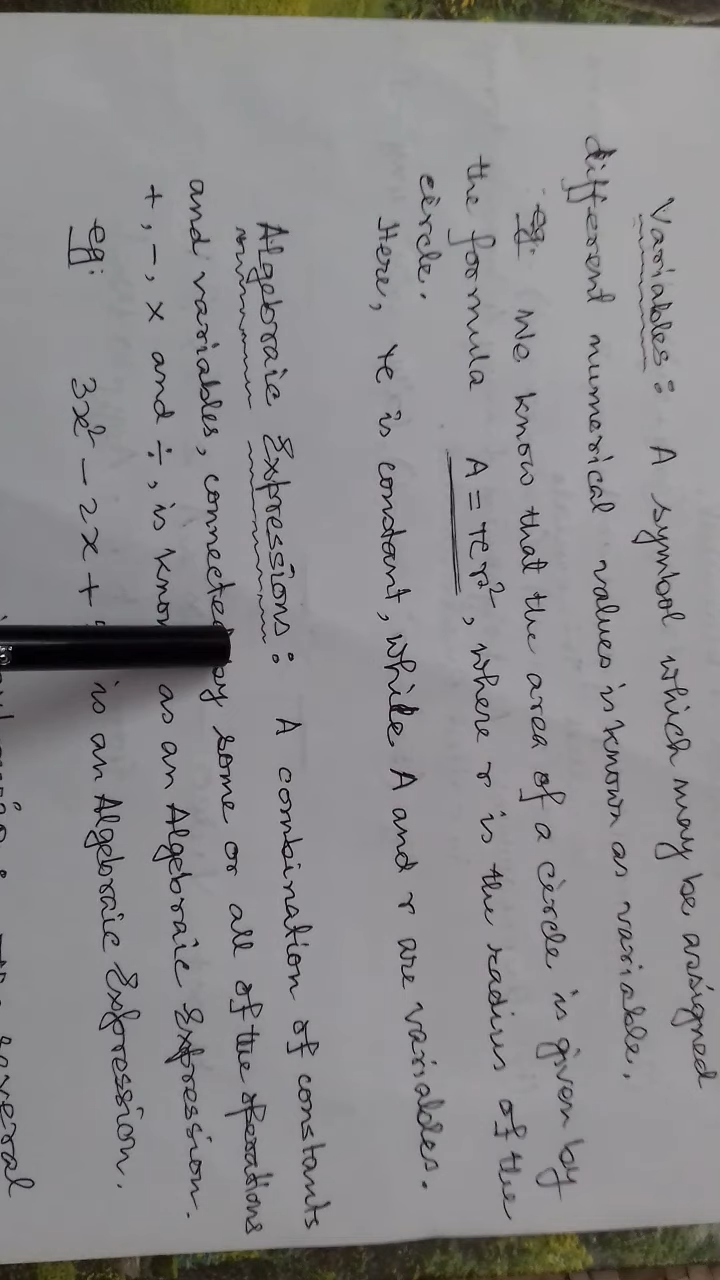 Variables: A symbol which may be assigned
different numerical values is known as variable.
eg: We know that the area of a circle is given by
the formula A = πr², where r is the radius of the
circle.
Here, π is constant, while A and r are variables.
Algebraic Expressions: A combination of constants
and variables, connected by some or all of the operations
+, -, × and ÷, is known as an Algebraic Expression.
eg: 3x² - 2x + is an Algebraic Expression.
several